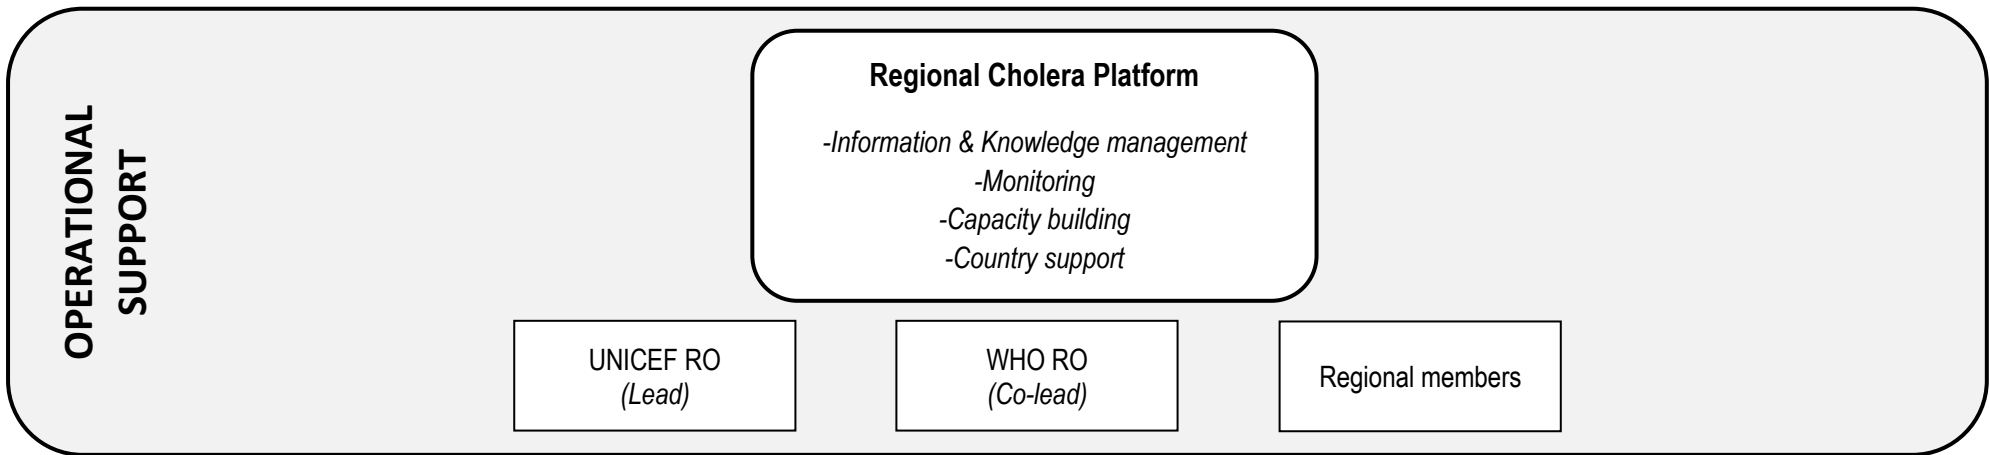 OPERATIONAL
SUPPORT
Regional Cholera Platform
-Information & Knowledge management
-Monitoring
-Capacity building
-Country support
UNICEF RO
(Lead)
WHO RO
(Co-lead)
Regional members